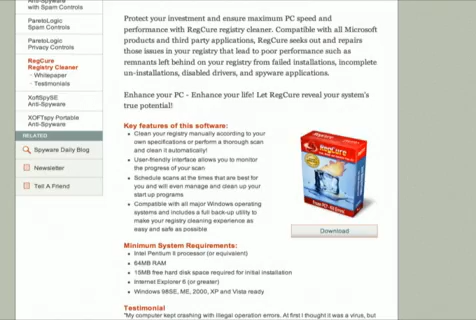 Anti-Spyware
with Spam Controls
ParetoLogic
Spam Controls
ParetoLogic
Privacy Controls
RegCure
Registry Cleaner
- Whitepaper
- Testimonials
XoftSpySE
Anti-Spyware
XOFTspy Portable
Anti-Spyware
RELATED
Spyware Daily Blog
Newsletter
Tell A Friend
Protect your investment and ensure maximum PC speed and
performance with RegCure registry cleaner. Compatible with all Microsoft
products and third party applications, RegCure seeks out and repairs
those issues in your registry that lead to poor performance such as
remnants left behind on your registry from failed installations, incomplete
un-installations, disabled drivers, and spyware applications.
Enhance your PC - Enhance your life! Let RegCure reveal your system's
true potential!
Key features of this software:
• Clean your registry manually according to your
own specifications or perform a thorough scan
and clean it automatically!
• User-friendly interface allows you to monitor
the progress of your scan
• Schedule scans at the times that are best for
you and will even manage and clean up your
start up programs
• Compatible with all major Windows operating
systems and includes a full back-up utility to
make your registry cleaning experience as
easy and safe as possible
RegCure
Download
Minimum System Requirements:
• Intel Pentium II processor (or equivalent)
• 64MB RAM
• 15MB free hard disk space required for initial installation
• Internet Explorer 6 (or greater)
• Windows 98SE, ME, 2000, XP and Vista ready
Testimonial
"My computer kept crashing with illegal operation errors. At first I thought it was a virus, but